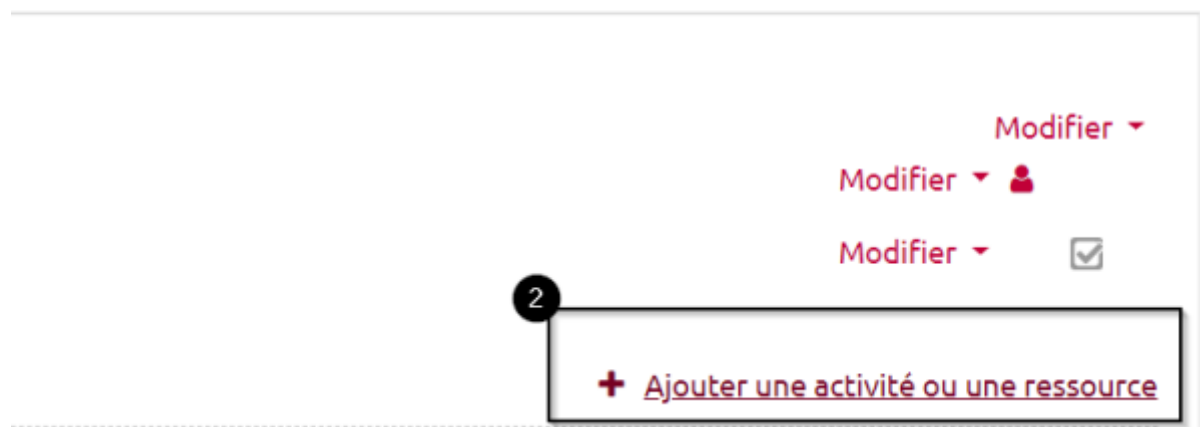 Modifier
Modifier
Modifier
2
+ Ajouter une activité ou une ressource